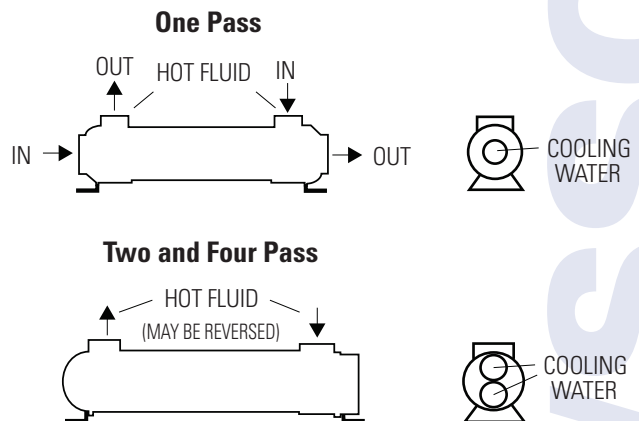 One Pass
OUT HOT FLUID IN
IN OUT
COOLING
WATER
Two and Four Pass
HOT FLUID
(MAY BE REVERSED)
COOLING
WATER